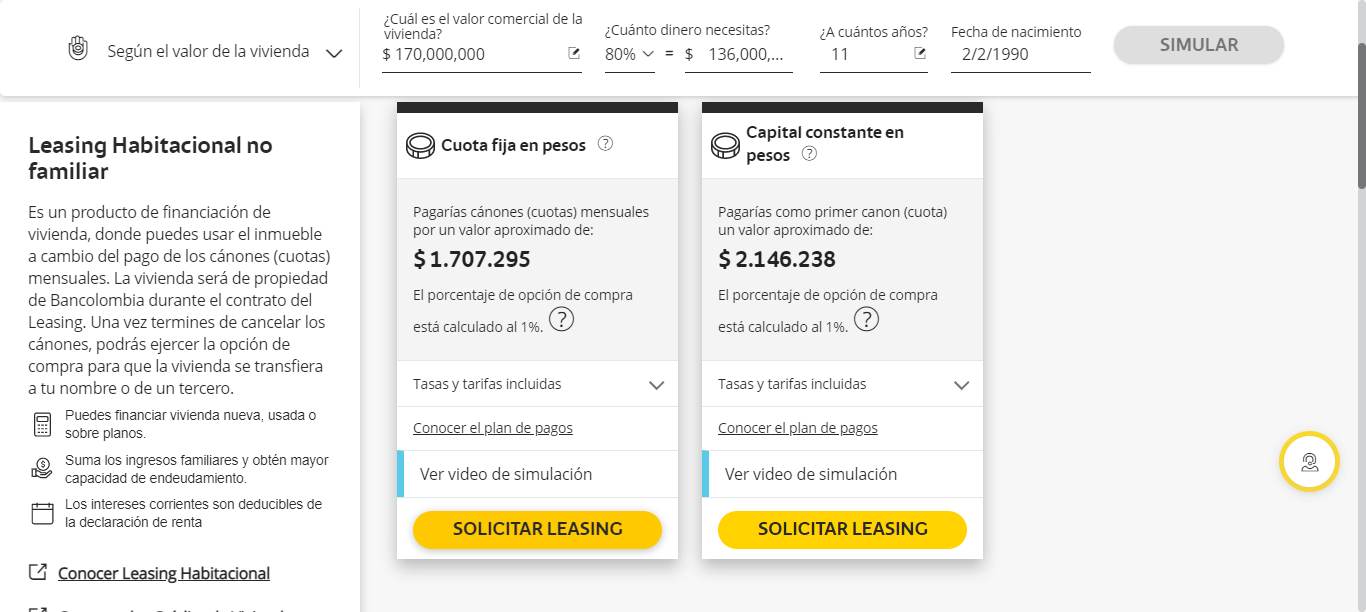 Según el valor de la vivienda
¿Cuál es el valor comercial de la
vivienda?
$ 170,000,000
¿Cuánto dinero necesitas?
80% = $ 136,000,...
¿A cuántos años?
11
Fecha de nacimiento
2/2/1990
SIMULAR
Leasing Habitacional no
familiar
Es un producto de financiación de
vivienda, donde puedes usar el inmueble
a cambio del pago de los cánones (cuotas)
mensuales. La vivienda será de propiedad
de Bancolombia durante el contrato del
Leasing. Una vez termines de cancelar los
cánones, podrás ejercer la opción de
compra para que la vivienda se transfiera
a tu nombre o de un tercero.
Puedes financiar vivienda nueva, usada o
sobre planos.
Suma los ingresos familiares y obtén mayor
capacidad de endeudamiento.
Los intereses corrientes son deducibles de
la declaración de renta
Conocer Leasing Habitacional
Cuota fija en pesos ?
Pagarías cánones (cuotas) mensuales
por un valor aproximado de:
$ 1.707.295
El porcentaje de opción de compra
está calculado al 1%. ?
Tasas y tarifas incluidas
Conocer el plan de pagos
Ver video de simulación
SOLICITAR LEASING
Capital constante en
pesos ?
Pagarías como primer canon (cuota)
un valor aproximado de:
$ 2.146.238
El porcentaje de opción de compra
está calculado al 1%. ?
Tasas y tarifas incluidas
Conocer el plan de pagos
Ver video de simulación
SOLICITAR LEASING